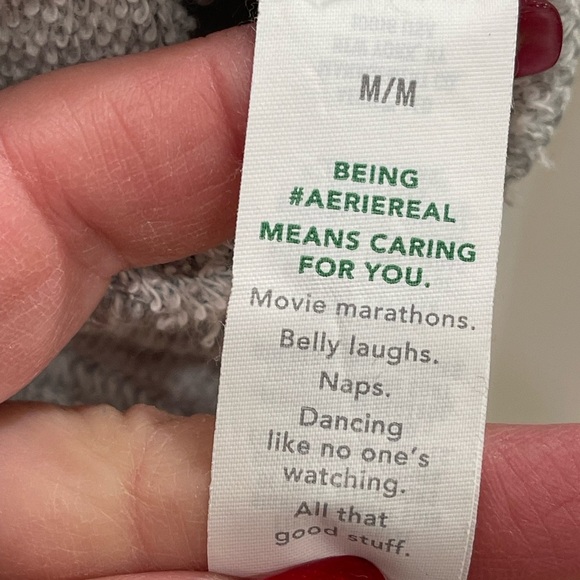 M/M
BEING
#AERIEREAL
MEANS CARING
FOR YOU.
Movie marathons.
Belly laughs.
Naps.
Dancing
like no one's
watching.
All that
good stuff.